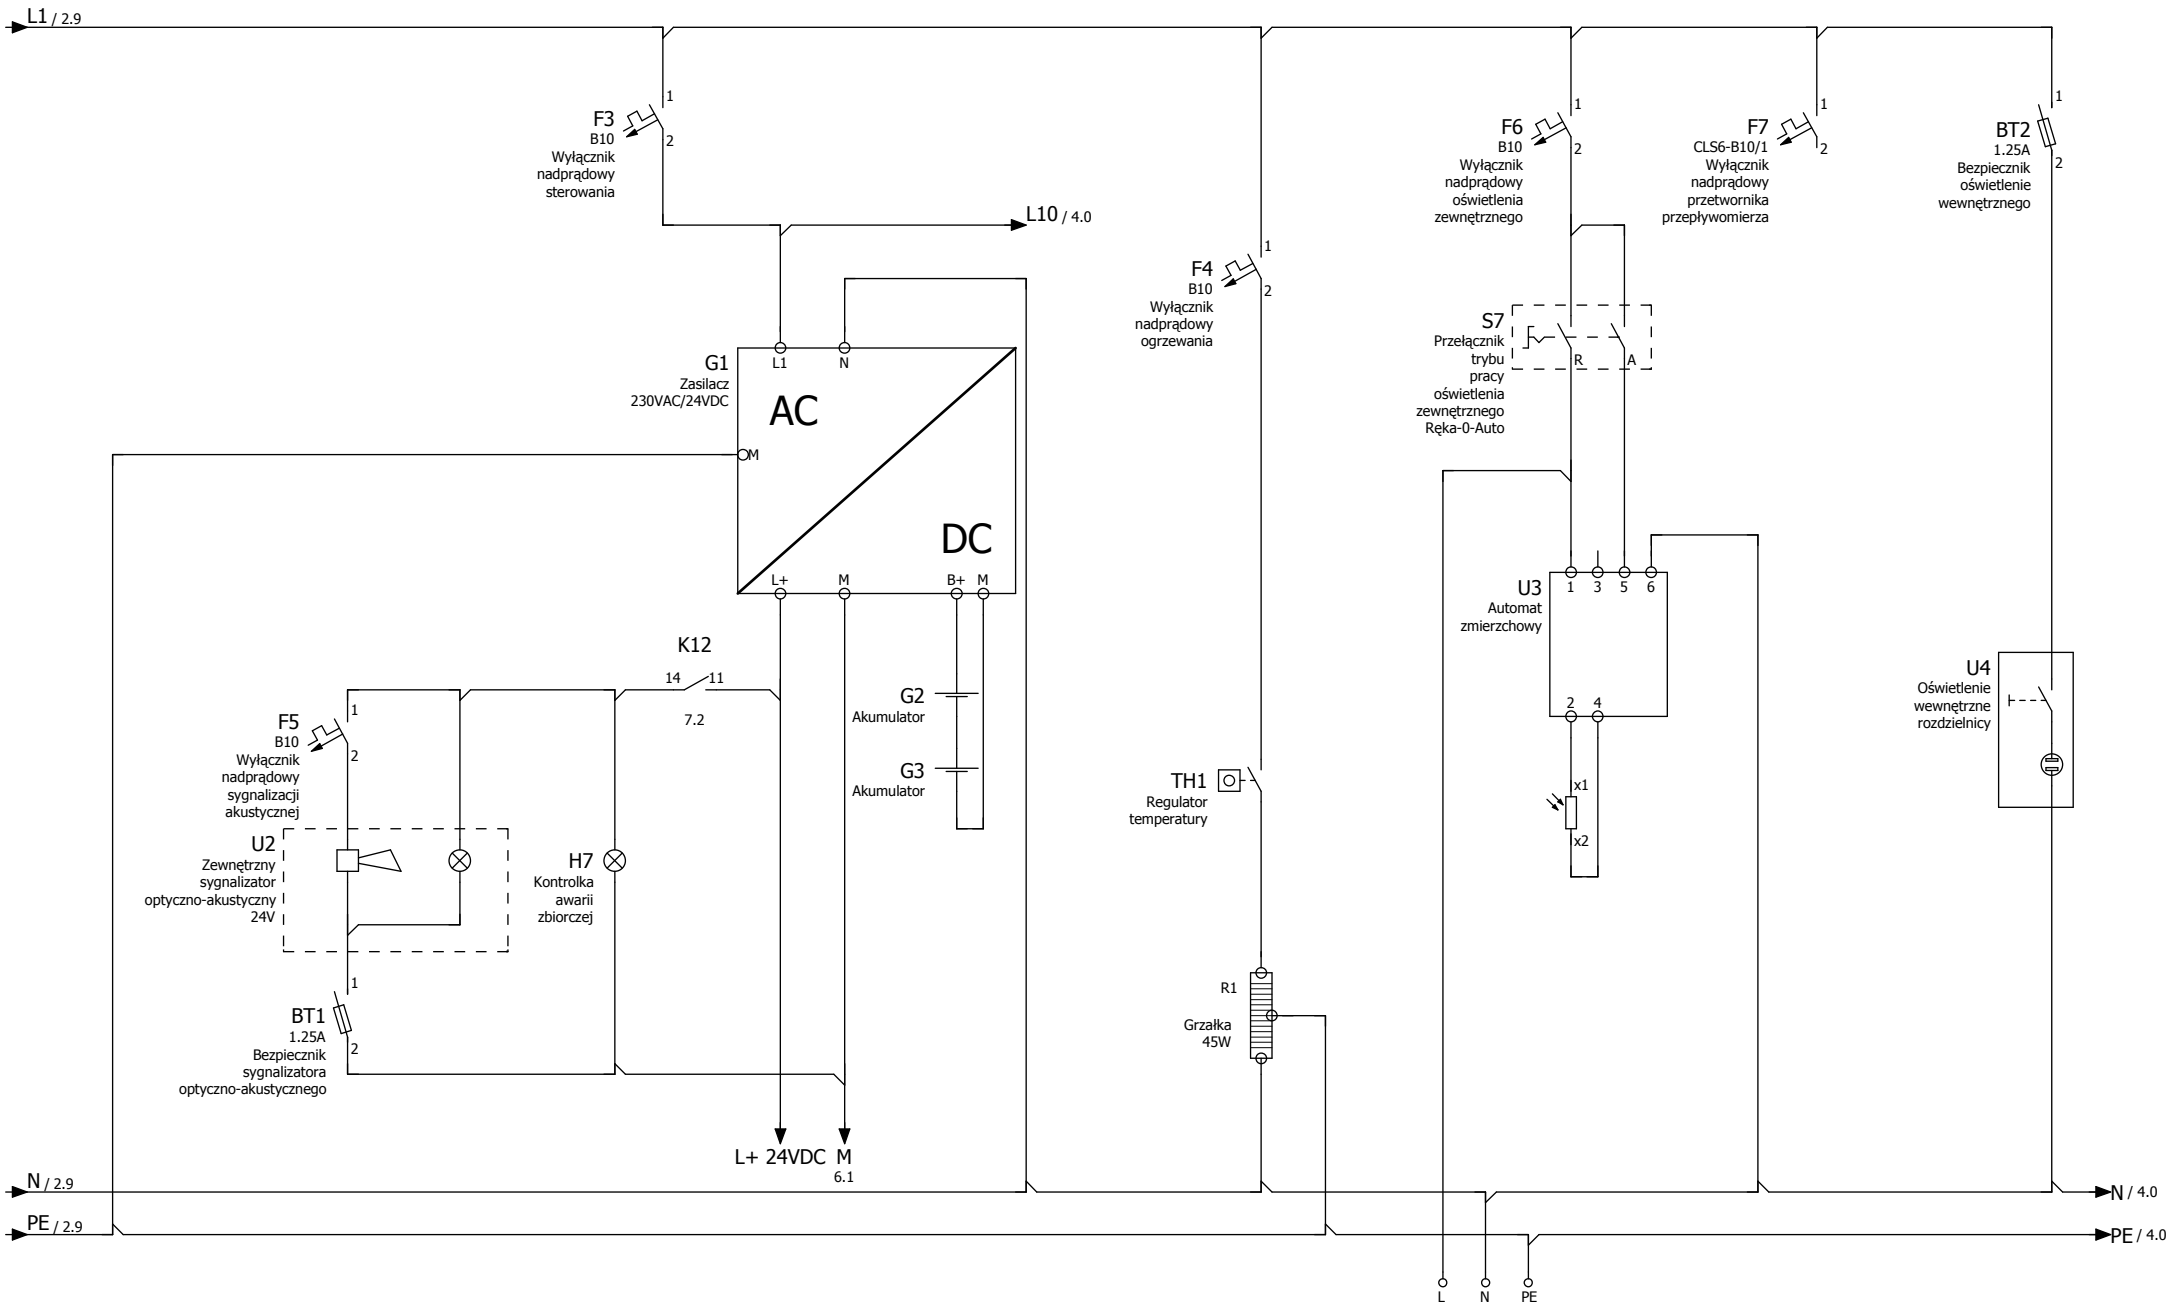 L1 / 2.9
F3
B10
Wyłącznik
nadprądowy
sterowania
1
2
L10 / 4.0
F4
B10
Wyłącznik
nadprądowy
ogrzewania
1
2
F6
B10
Wyłącznik
nadprądowy
oświetlenia
zewnętrznego
1
2
F7
CLS6-B10/1
Wyłącznik
nadprądowy
przetwornika
przepływomierza
1
2
BT2
1.25A
Bezpiecznik
oświetlenie
wewnętrznego
1
2
S7
Przełącznik
trybu
pracy
oświetlenia
zewnętrznego
Ręka-0-Auto
R
A
G1
Zasilacz
230VAC/24VDC
L1
N
AC
M
DC
L+
M
B+
M
K12
14
11
7.2
G2
Akumulator
G3
Akumulator
F5
B10
Wyłącznik
nadprądowy
sygnalizacji
akustycznej
1
2
U2
Zewnętrzny
sygnalizator
optyczno-akustyczny
24V
H7
Kontrolka
awarii
zbiorczej
BT1
1.25A
Bezpiecznik
sygnalizatora
optyczno-akustycznego
1
2
L+ 24VDC M
6.1
TH1
Regulator
temperatury
R1
Grzałka
45W
U3
Automat
zmierzchowy
1
3
5
6
2
4
x1
x2
U4
Oświetlenie
wewnętrzne
rozdzielnicy
N / 2.9
N / 4.0
PE / 2.9
PE / 4.0
L
N
PE